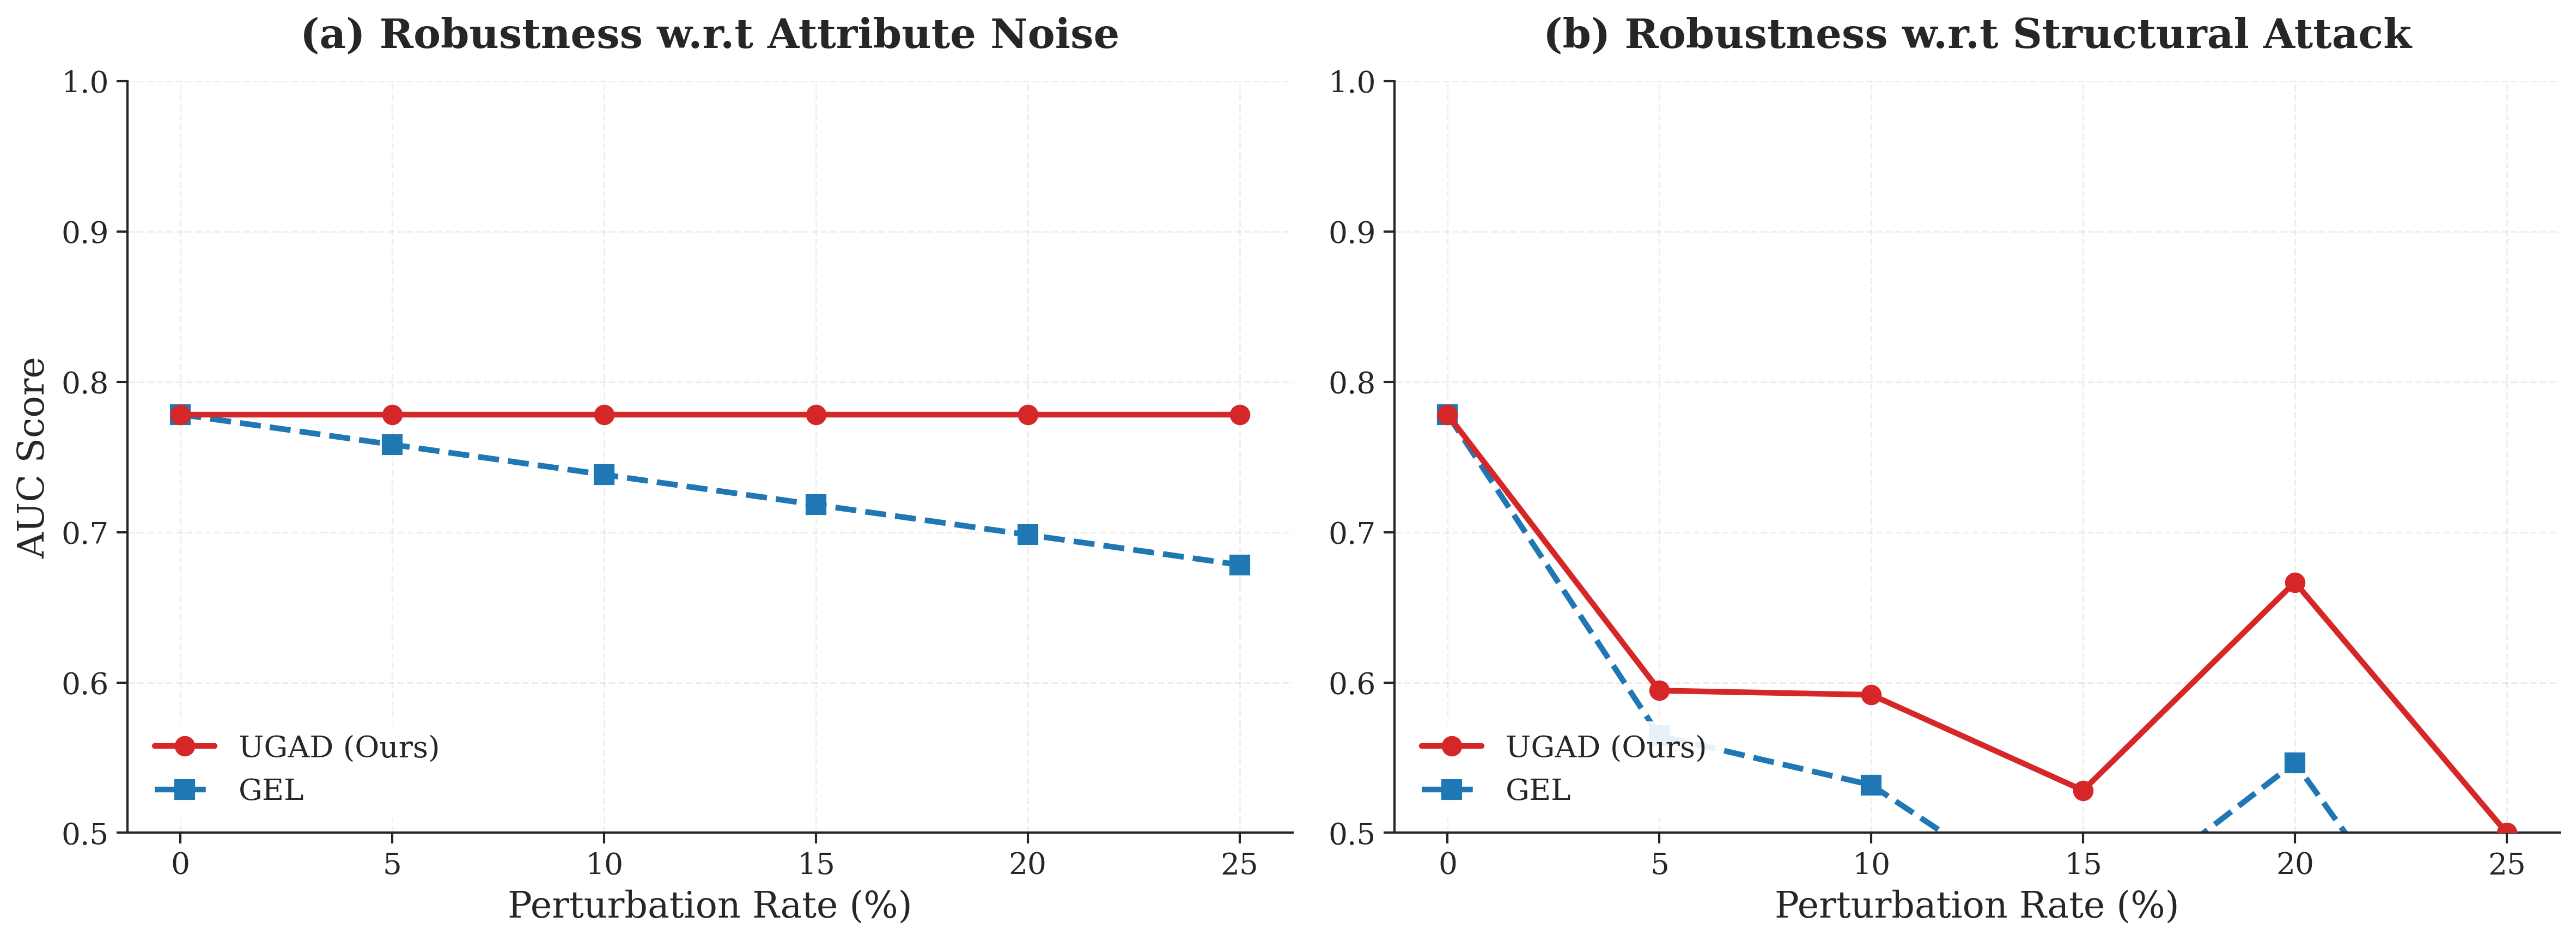 (a) Robustness w.r.t Attribute Noise
1.0
0.9
0.8
0.7
0.6
0.5
AUC Score
UGAD (Ours)
GEL
0 5 10 15 20 25
Perturbation Rate (%)
(b) Robustness w.r.t Structural Attack
1.0
0.9
0.8
0.7
0.6
0.5
UGAD (Ours)
GEL
0 5 10 15 20 25
Perturbation Rate (%)